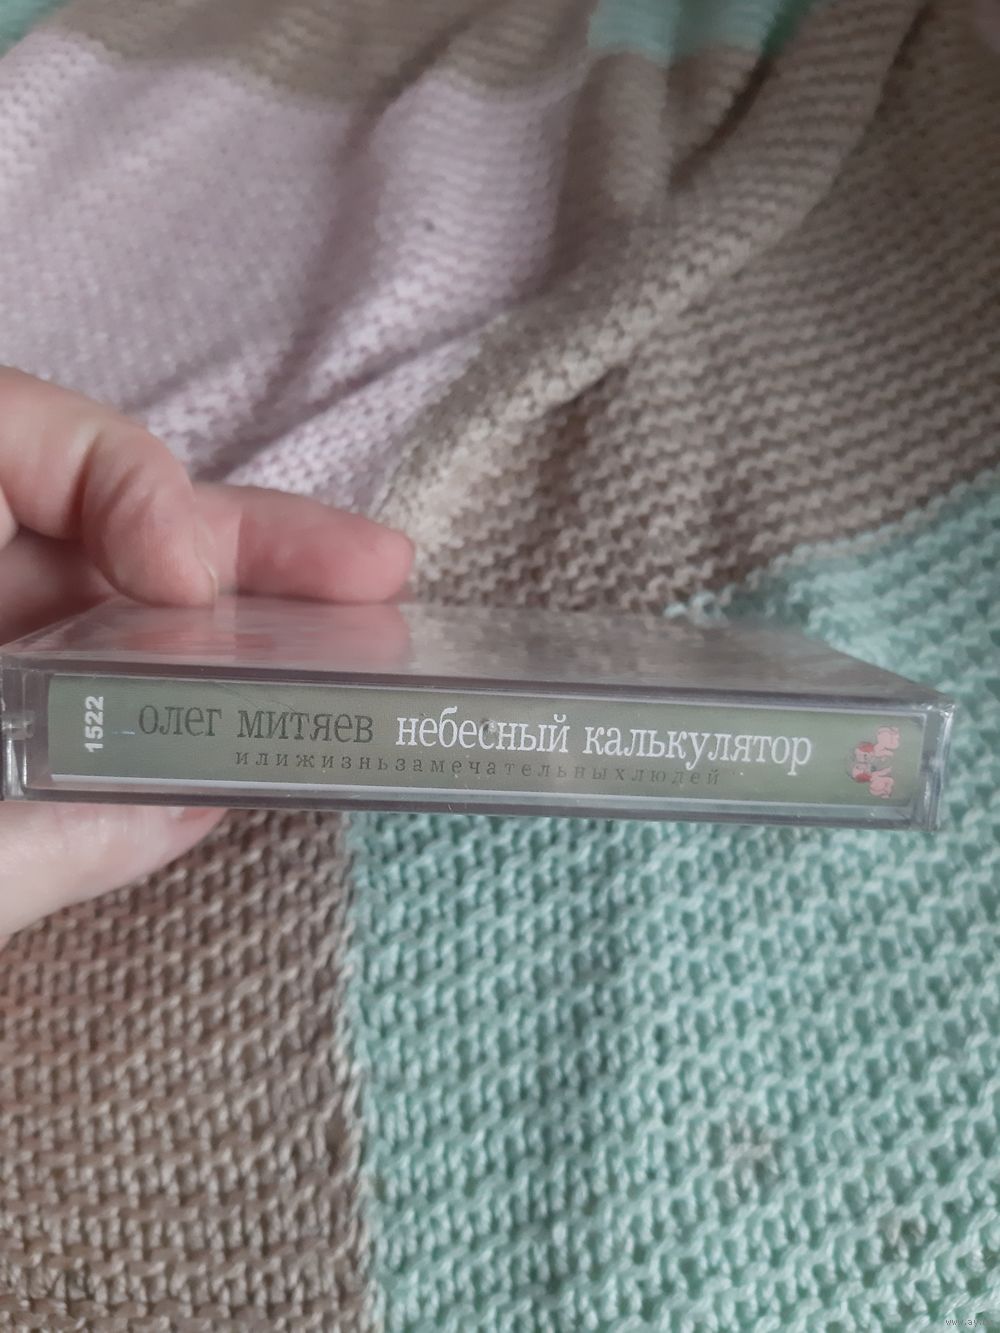 1522
олег митяев небесный калькулятор
илижизньзамечательныхлюдей